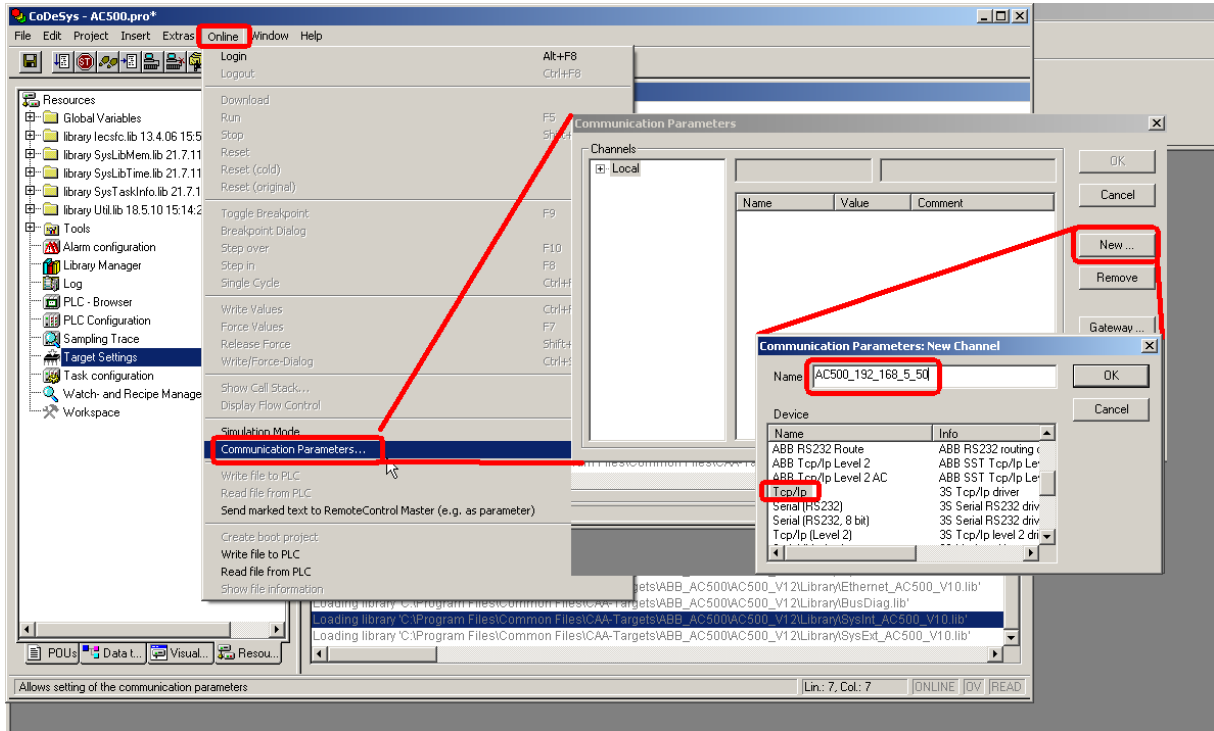 CoDeSys - AC500.pro*
File Edit Project Insert Extras Online Window Help
Resources
Global Variables
library Iecsfc.lib 13.4.06 15:5
library SysLibMem.lib 21.7.11
library SysLibTime.lib 21.7.11
library SysTaskInfo.lib 21.7.1
library Util.lib 18.5.10 15:14:2
Tools
Alarm configuration
Library Manager
Log
PLC - Browser
PLC Configuration
Sampling Trace
Target Settings
Task configuration
Watch- and Recipe Manage
Workspace
POUs Data t... Visual... Resou...
Login Alt+F8
Logout Ctrl+F8
Download
Run F5
Stop Shift+
Reset
Reset (cold)
Reset (original)
Toggle Breakpoint F9
Breakpoint Dialog
Step over F10
Step in F8
Single Cycle Ctrl+F
Write Values Ctrl+F
Force Values F7
Release Force Shift+
Write/Force-Dialog Ctrl+S
Show Call Stack...
Display Flow Control
Simulation Mode
Communication Parameters...
Write file to PLC
Read file from PLC
Send marked text to RemoteControl Master (e.g. as parameter)
Create boot project
Write file to PLC
Read file from PLC
Show file information
Communication Parameters
Channels
Local
Name Value Comment
OK
Cancel
New ...
Remove
Gateway ...
Communication Parameters: New Channel
Name AC500_192_168_5_50
OK
Cancel
Device
Name Info
ABB RS232 Route ABB RS232 routing
ABB Tcp/Ip Level 2 ABB SST Tcp/Ip Le
ABB Tcp/Ip Level 2 AC ABB SST Tcp/Ip Le
Tcp/Ip 3S Tcp/Ip driver
Serial (RS232) 3S Serial RS232 driv
Serial (RS232, 8 bit) 3S Serial RS232 driv
Tcp/Ip (Level 2) 3S Tcp/Ip level 2 dri
gets\ABB_AC500\AC500_V12\Library\Ethernet_AC500_V10.lib'
Loading library 'C:\Program Files\Common Files\CAA-Targets\ABB_AC500\AC500_V12\Library\BusDiag.lib'
Loading library 'C:\Program Files\Common Files\CAA-Targets\ABB_AC500\AC500_V12\Library\SysInt_AC500_V10.lib'
Loading library 'C:\Program Files\Common Files\CAA-Targets\ABB_AC500\AC500_V12\Library\SysExt_AC500_V10.lib'
Allows setting of the communication parameters
Lin.: 7, Col.: 7 ONLINE OV READ